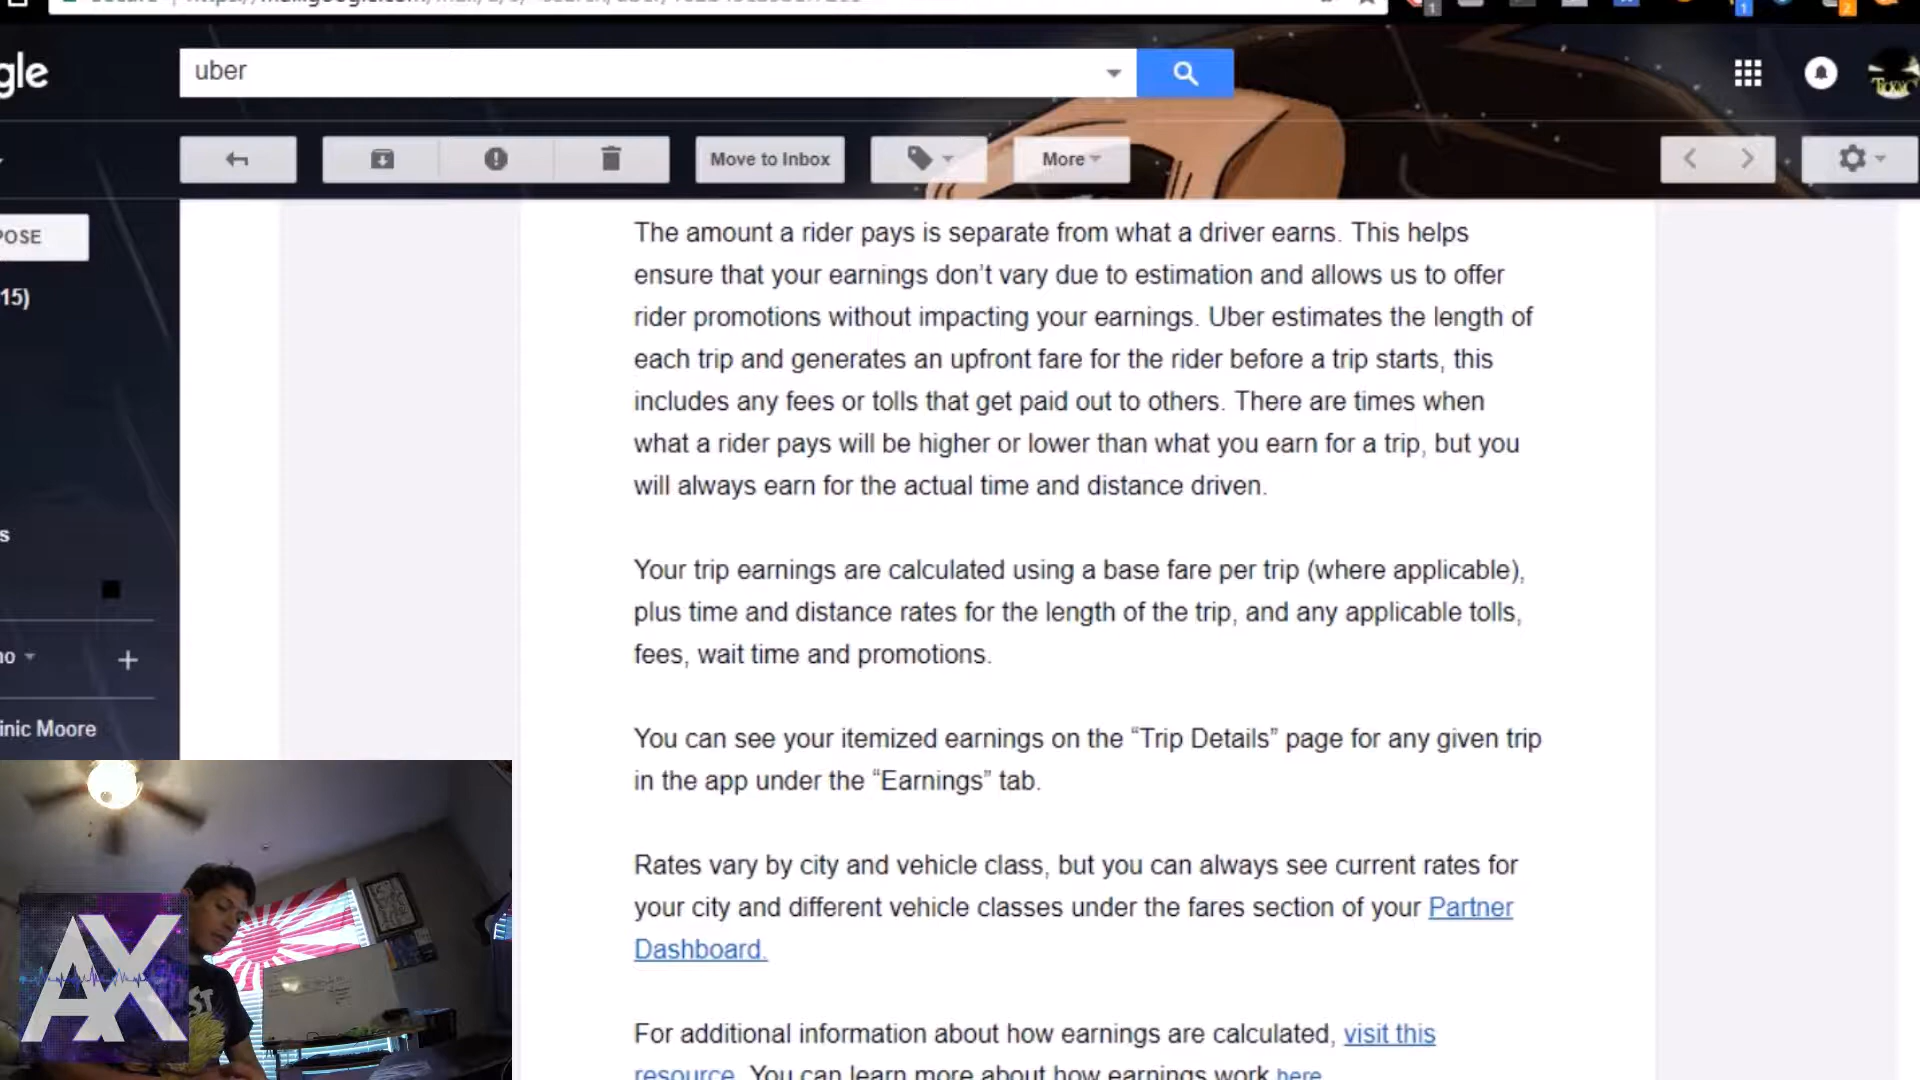 gle
uber
1
1
2
Move to Inbox
More
POSE
15)
The amount a rider pays is separate from what a driver earns. This helps
ensure that your earnings don't vary due to estimation and allows us to offer
rider promotions without impacting your earnings. Uber estimates the length of
each trip and generates an upfront fare for the rider before a trip starts, this
includes any fees or tolls that get paid out to others. There are times when
what a rider pays will be higher or lower than what you earn for a trip, but you
will always earn for the actual time and distance driven.
s
Your trip earnings are calculated using a base fare per trip (where applicable),
plus time and distance rates for the length of the trip, and any applicable tolls,
fees, wait time and promotions.
no
inic Moore
You can see your itemized earnings on the “Trip Details” page for any given trip
in the app under the “Earnings” tab.
Rates vary by city and vehicle class, but you can always see current rates for
your city and different vehicle classes under the fares section of your Partner
Dashboard.
AX
For additional information about how earnings are calculated, visit this
resource. You can learn more about how earnings work here